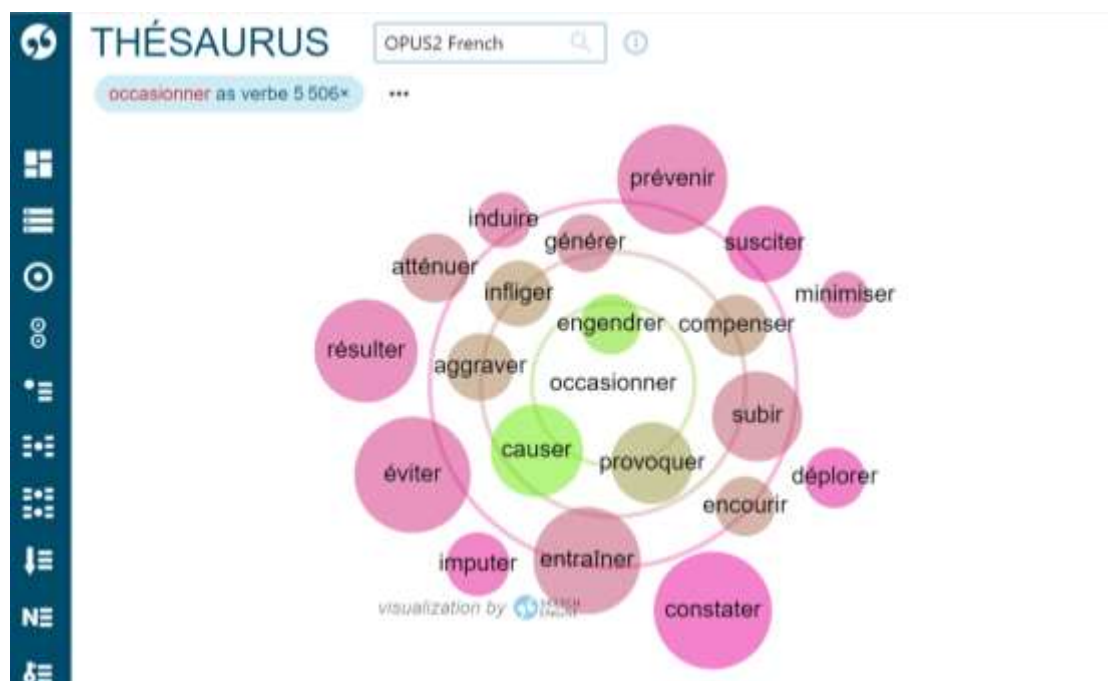 THÉSAURUS
OPUS2 French
occasionner as verbe 5 506×
•••
prévenir
induire
susciter
générer
atténuer
infliger
minimiser
engendrer
compenser
résulter
aggraver
occasionner
subir
causer
provoquer
éviter
déplorer
encourir
imputer
entraîner
constater
visualization by
N